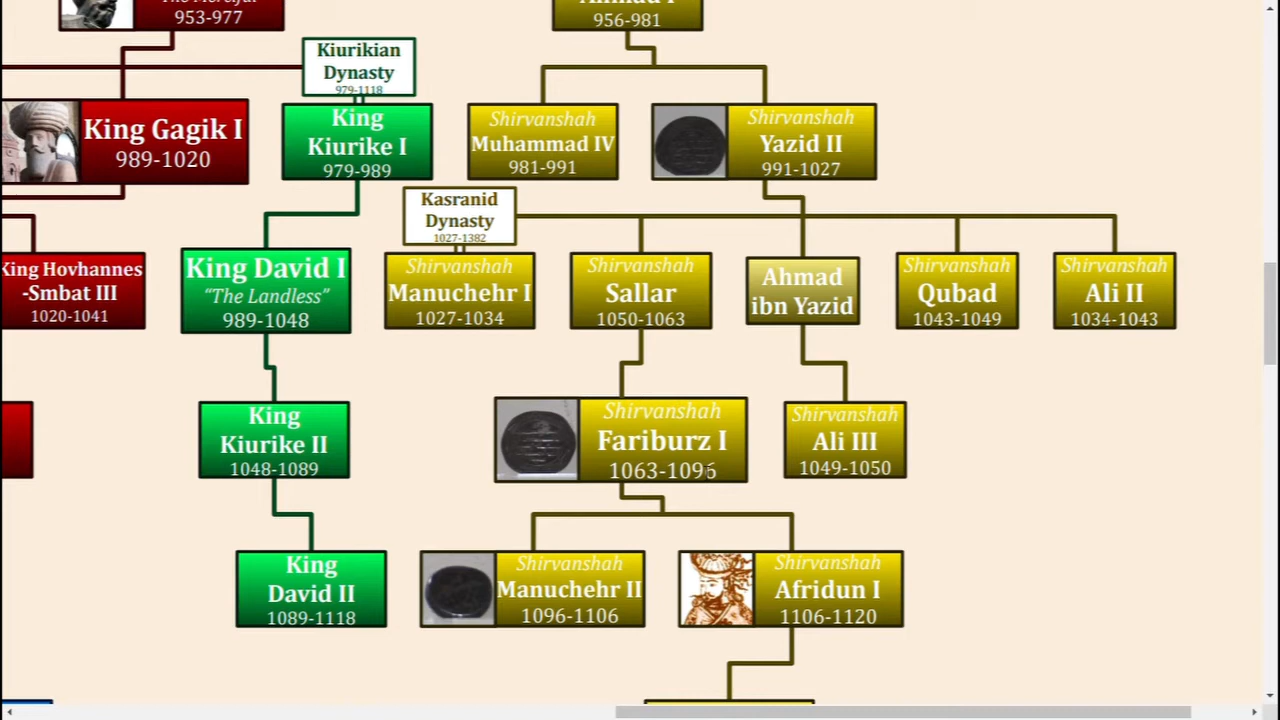 The Merciful
953-977
Ahmad I
956-981
Kiurikian
Dynasty
979-1118
King Gagik I
989-1020
King
Kiurike I
979-989
Shirvanshah
Muhammad IV
981-991
Shirvanshah
Yazid II
991-1027
Kasranid
Dynasty
1027-1382
King Hovhannes
-Smbat III
1020-1041
King David I
"The Landless"
989-1048
Shirvanshah
Manuchehr I
1027-1034
Shirvanshah
Sallar
1050-1063
Ahmad
ibn Yazid
Shirvanshah
Qubad
1043-1049
Shirvanshah
Ali II
1034-1043
King
Kiurike II
1048-1089
Shirvanshah
Fariburz I
1063-1096
Shirvanshah
Ali III
1049-1050
King
David II
1089-1118
Shirvanshah
Manuchehr II
1096-1106
Shirvanshah
Afridun I
1106-1120